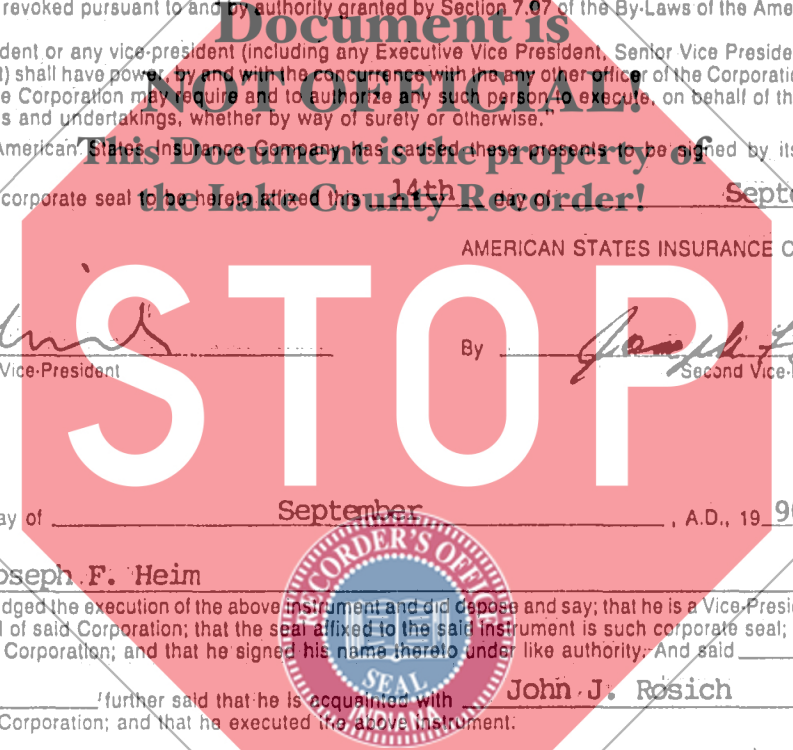 revoked pursuant to and by authority granted by Section 7.07 of the By-Laws of the Ame
Document is
dent or any vice-president (including any Executive Vice President, Senior Vice Preside
t) shall have power, by and with the concurrence with the any other officer of the Corporati
e Corporation may require and to authorize any such person to execute, on behalf of th
NOT OFFICIAL!
s and undertakings, whether by way of surety or otherwise."
American States Insurance Company has caused these presents to be signed by its
This Document is the property of
the Lake County Recorder!
corporate seal to be hereto affixed this 14th day of Septe
AMERICAN STATES INSURANCE C
STOP
By
Vice-President
Second Vice-
ay of September, A.D., 19 9
RECORDER'S OFFICE
oseph F. Heim
dged the execution of the above instrument and did depose and say; that he is a Vice-Presi
l of said Corporation; that the seal affixed to the said instrument is such corporate seal;
Corporation; and that he signed his name thereto under like authority. And said
SEAL
further said that he is acquainted with John J. Rosich
INDIANA
Corporation; and that he executed the above instrument.